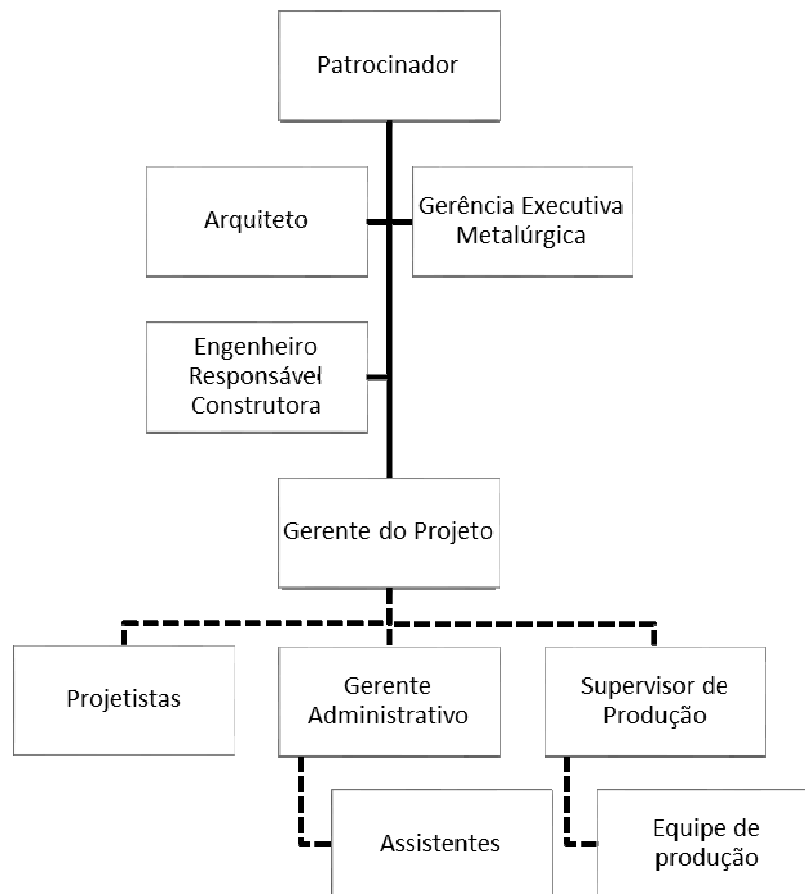 Patrocinador
Arquiteto
Gerência Executiva
Metalúrgica
Engenheiro
Responsável
Construtora
Gerente do Projeto
Projetistas
Gerente
Administrativo
Supervisor de
Produção
Assistentes
Equipe de
produção